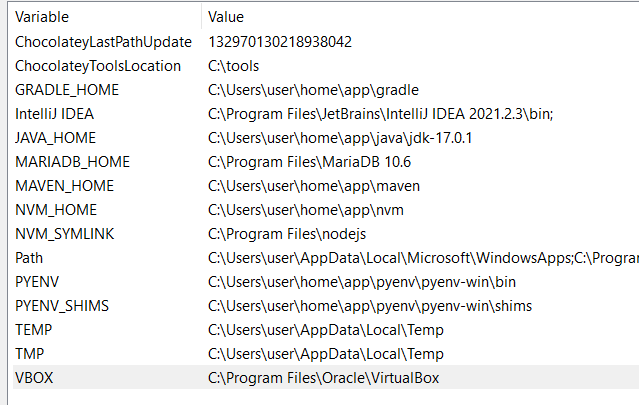 Variable Value
ChocolateyLastPathUpdate 132970130218938042
ChocolateyToolsLocation C:\tools
GRADLE_HOME C:\Users\user\home\app\gradle
IntelliJ IDEA C:\Program Files\JetBrains\IntelliJ IDEA 2021.2.3\bin;
JAVA_HOME C:\Users\user\home\app\java\jdk-17.0.1
MARIADB_HOME C:\Program Files\MariaDB 10.6
MAVEN_HOME C:\Users\user\home\app\maven
NVM_HOME C:\Users\user\home\app\nvm
NVM_SYMLINK C:\Program Files\nodejs
Path C:\Users\user\AppData\Local\Microsoft\WindowsApps;C:\Program
PYENV C:\Users\user\home\app\pyenv\pyenv-win\bin
PYENV_SHIMS C:\Users\user\home\app\pyenv\pyenv-win\shims
TEMP C:\Users\user\AppData\Local\Temp
TMP C:\Users\user\AppData\Local\Temp
VBOX C:\Program Files\Oracle\VirtualBox